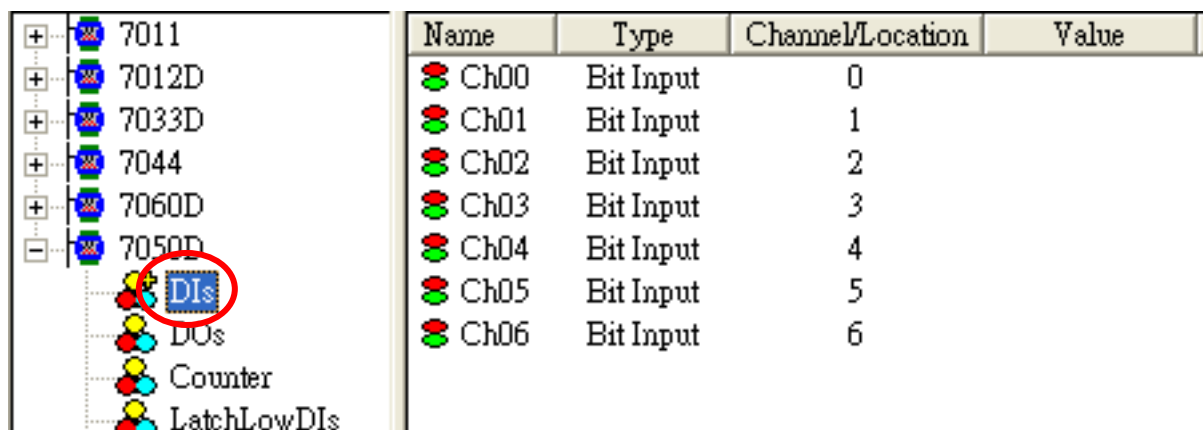 7011
7012D
7033D
7044
7060D
7050D
DIs
DOs
Counter
LatchLowDIs
Name Type Channel/Location Value
Ch00 Bit Input 0
Ch01 Bit Input 1
Ch02 Bit Input 2
Ch03 Bit Input 3
Ch04 Bit Input 4
Ch05 Bit Input 5
Ch06 Bit Input 6